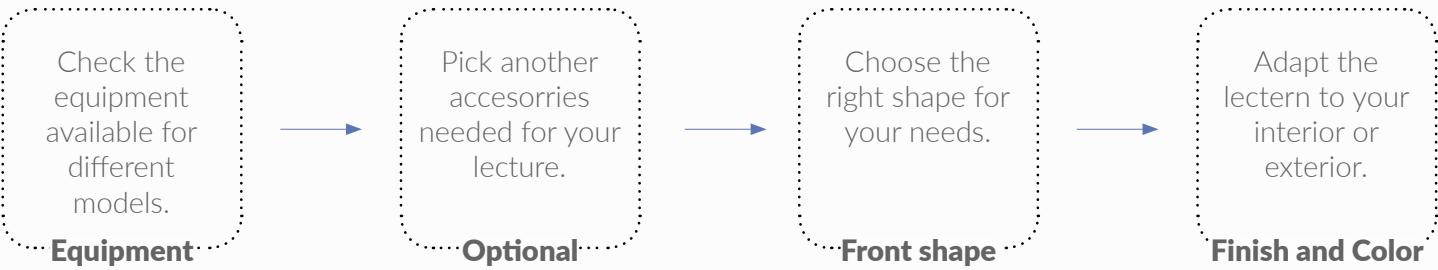 Check the
equipment
available for
different
models.
Equipment
Pick another
accesorries
needed for your
lecture.
Optional
Choose the
right shape for
your needs.
Front shape
Adapt the
lectern to your
interior or
exterior.
Finish and Color